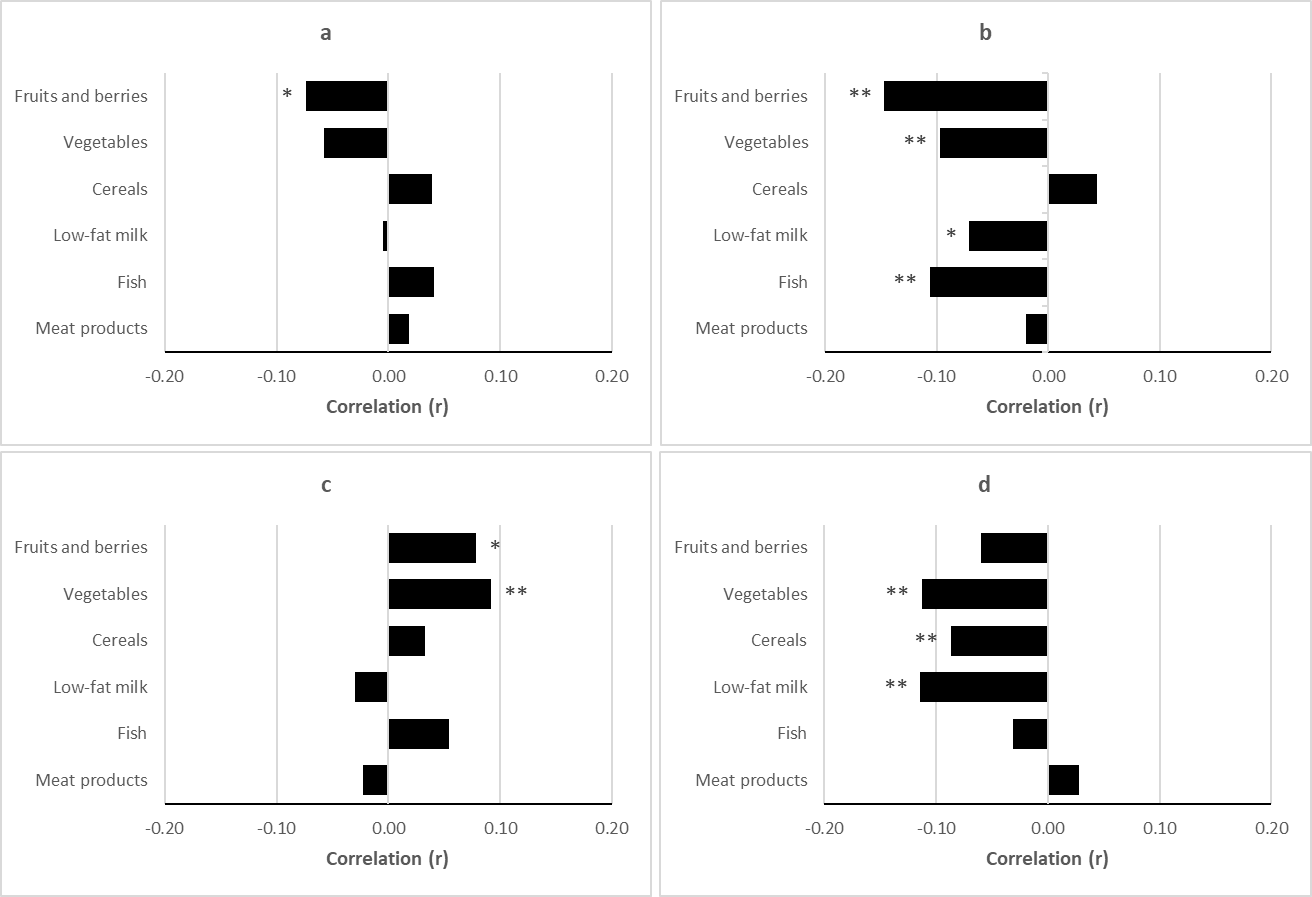 a
Fruits and berries *
Vegetables
Cereals
Low-fat milk
Fish
Meat products
-0.20 -0.10 0.00 0.10 0.20
Correlation (r)
b
Fruits and berries **
Vegetables **
Cereals
Low-fat milk *
Fish **
Meat products
-0.20 -0.10 0.00 0.10 0.20
Correlation (r)
c
Fruits and berries *
Vegetables **
Cereals
Low-fat milk
Fish
Meat products
-0.20 -0.10 0.00 0.10 0.20
Correlation (r)
d
Fruits and berries
Vegetables **
Cereals **
Low-fat milk **
Fish
Meat products
-0.20 -0.10 0.00 0.10 0.20
Correlation (r)